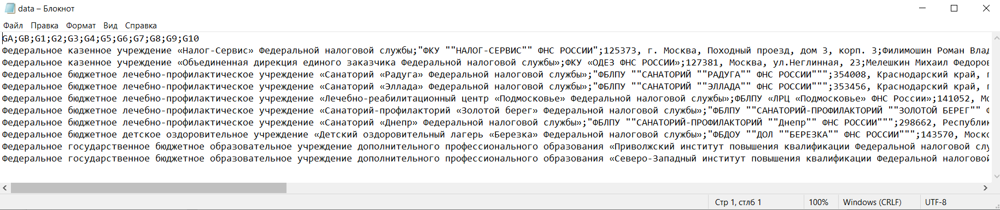 data – Блокнот
Файл Правка Формат Вид Справка
GA;GB;G1;G2;G3;G4;G5;G6;G7;G8;G9;G10
Федеральное казенное учреждение «Налог-Сервис» Федеральной налоговой службы;"ФКУ ""НАЛОГ-СЕРВИС"" ФНС РОССИИ";125373, г. Москва, Походный проезд, дом 3, корп. 3;Филимошин Роман Влад
Федеральное казенное учреждение «Объединенная дирекция единого заказчика Федеральной налоговой службы»;ФКУ «ОДЕЗ ФНС РОССИИ»;127381, Москва, ул.Неглинная, 23;Мелешкин Михаил Федоров
Федеральное бюджетное лечебно-профилактическое учреждение «Санаторий «Радуга» Федеральной налоговой службы»;"ФБЛПУ ""САНАТОРИЙ ""РАДУГА"" ФНС РОССИИ""";354008, Краснодарский край, г
Федеральное бюджетное лечебно-профилактическое учреждение «Санаторий «Эллада» Федеральной налоговой службы»;"ФБЛПУ ""САНАТОРИЙ ""ЭЛЛАДА"" ФНС РОССИИ""";353456, Краснодарский край, г
Федеральное бюджетное лечебно-профилактическое учреждение «Лечебно-реабилитационный центр «Подмосковье» Федеральной налоговой службы»;ФБЛПУ «ЛРЦ «Подмосковье» ФНС России»;141052, Мо
Федеральное бюджетное лечебно-профилактическое учреждение «Санаторий-профилакторий «Золотой берег» Федеральной налоговой службы»;"ФБЛПУ ""САНАТОРИЙ-ПРОФИЛАКТОРИЙ ""ЗОЛОТОЙ БЕРЕГ"" Ф
Федеральное бюджетное лечебно-профилактическое учреждение «Санаторий «Днепр» Федеральной налоговой службы»;"ФБЛПУ ""САНАТОРИЙ-ПРОФИЛАКТОРИЙ ""Днепр"" ФНС РОССИИ""";298662, Республик
Федеральное бюджетное детское оздоровительное учреждение «Детский оздоровительный лагерь «Березка» Федеральной налоговой службы»;"ФБДОУ ""ДОЛ ""БЕРЕЗКА"" ФНС РОССИИ""";143570, Моско
Федеральное государственное бюджетное образовательное учреждение дополнительного профессионального образования «Приволжский институт повышения квалификации Федеральной налоговой слу
Федеральное государственное бюджетное образовательное учреждение дополнительного профессионального образования «Северо-Западный институт повышения квалификации Федеральной налоговой
Стр 1, стлб 1 100% Windows (CRLF) UTF-8